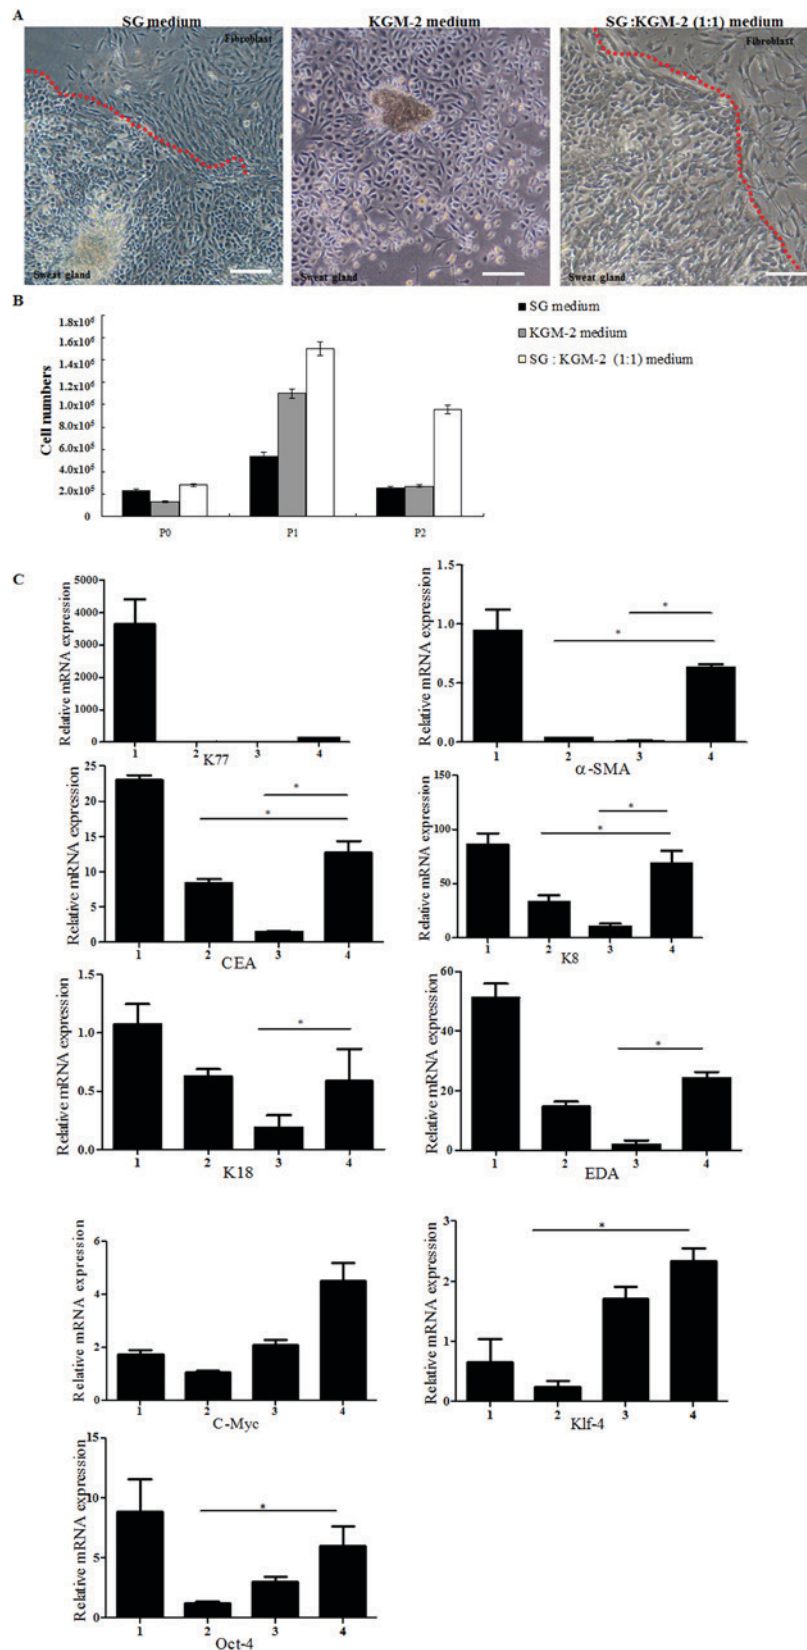 A
SG medium
KGM-2 medium
SG :KGM-2 (1:1) medium
Fibroblast
Fibroblast
Sweat gland
Sweat gland
B
Cell numbers
1.8x10⁶
1.6x10⁶
1.4x10⁶
1.2x10⁶
1.0x10⁶
8.0x10⁵
6.0x10⁵
4.0x10⁵
2.0x10⁵
0
P0 P1 P2
SG medium
KGM-2 medium
SG : KGM-2 (1:1) medium
C
Relative mRNA expression
5000
4000
3000
2000
1000
0
1 2 3 4
K77
Relative mRNA expression
1.5
1.0
0.5
0.0
* *
1 2 3 4
α-SMA
Relative mRNA expression
25
20
15
10
5
0
* *
1 2 3 4
CEA
Relative mRNA expression
100
50
0
* *
1 2 3 4
K8
Relative mRNA expression
1.5
1.0
0.5
0.0
*
1 2 3 4
K18
Relative mRNA expression
60
40
20
0
*
1 2 3 4
EDA
Relative mRNA expression
6
4
2
0
1 2 3 4
C-Myc
Relative mRNA expression
3
2
1
0
*
1 2 3 4
Klf-4
Relative mRNA expression
15
10
5
0
*
1 2 3 4
Oct-4